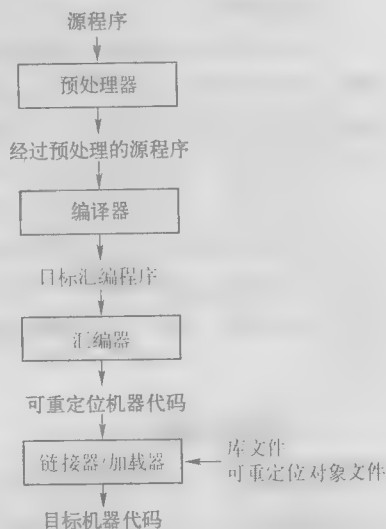 源程序
预处理器
经过预处理的源程序
编译器
目标汇编程序
汇编器
可重定位机器代码
链接器/加载器
库文件
可重定位对象文件
目标机器代码